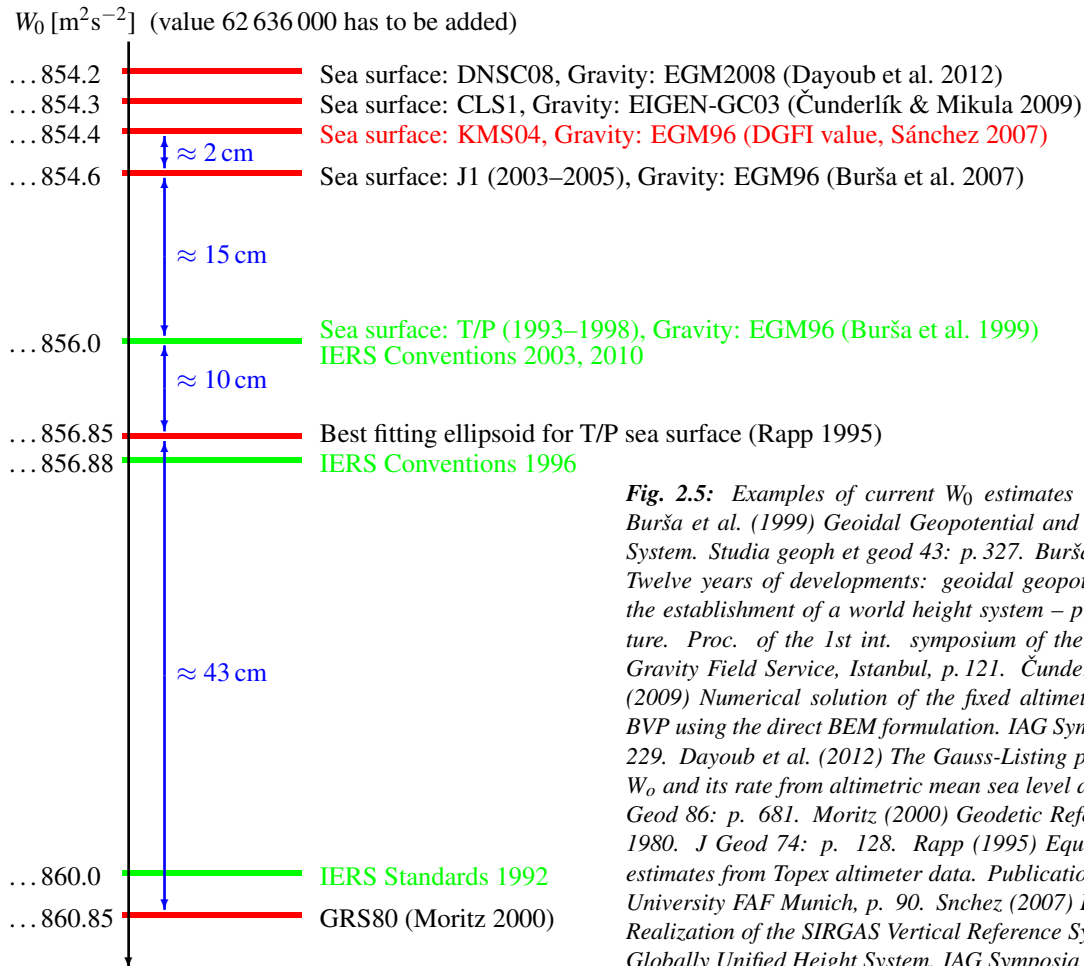 W₀ [m²s⁻²] (value 62 636 000 has to be added)
...854.2 Sea surface: DNSC08, Gravity: EGM2008 (Dayoub et al. 2012)
...854.3 Sea surface: CLS1, Gravity: EIGEN-GC03 (Čunderlík & Mikula 2009)
...854.4 Sea surface: KMS04, Gravity: EGM96 (DGFI value, Sánchez 2007)
≈ 2 cm
...854.6 Sea surface: J1 (2003–2005), Gravity: EGM96 (Burša et al. 2007)
≈ 15 cm
...856.0 Sea surface: T/P (1993–1998), Gravity: EGM96 (Burša et al. 1999)
IERS Conventions 2003, 2010
≈ 10 cm
...856.85 Best fitting ellipsoid for T/P sea surface (Rapp 1995)
...856.88 IERS Conventions 1996
≈ 43 cm
...860.0 IERS Standards 1992
...860.85 GRS80 (Moritz 2000)
Fig. 2.5: Examples of current W₀ estimates
Burša et al. (1999) Geoidal Geopotential and
System. Studia geoph et geod 43: p. 327. Burša
Twelve years of developments: geoidal geopot
the establishment of a world height system – p
ture. Proc. of the 1st int. symposium of the
Gravity Field Service, Istanbul, p. 121. Čunde
(2009) Numerical solution of the fixed altimet
BVP using the direct BEM formulation. IAG Sym
229. Dayoub et al. (2012) The Gauss-Listing p
Wₒ and its rate from altimetric mean sea level a
Geod 86: p. 681. Moritz (2000) Geodetic Refe
1980. J Geod 74: p. 128. Rapp (1995) Equ
estimates from Topex altimeter data. Publication
University FAF Munich, p. 90. Snchez (2007)
Realization of the SIRGAS Vertical Reference Sy
Globally Unified Height System. IAG Symposia